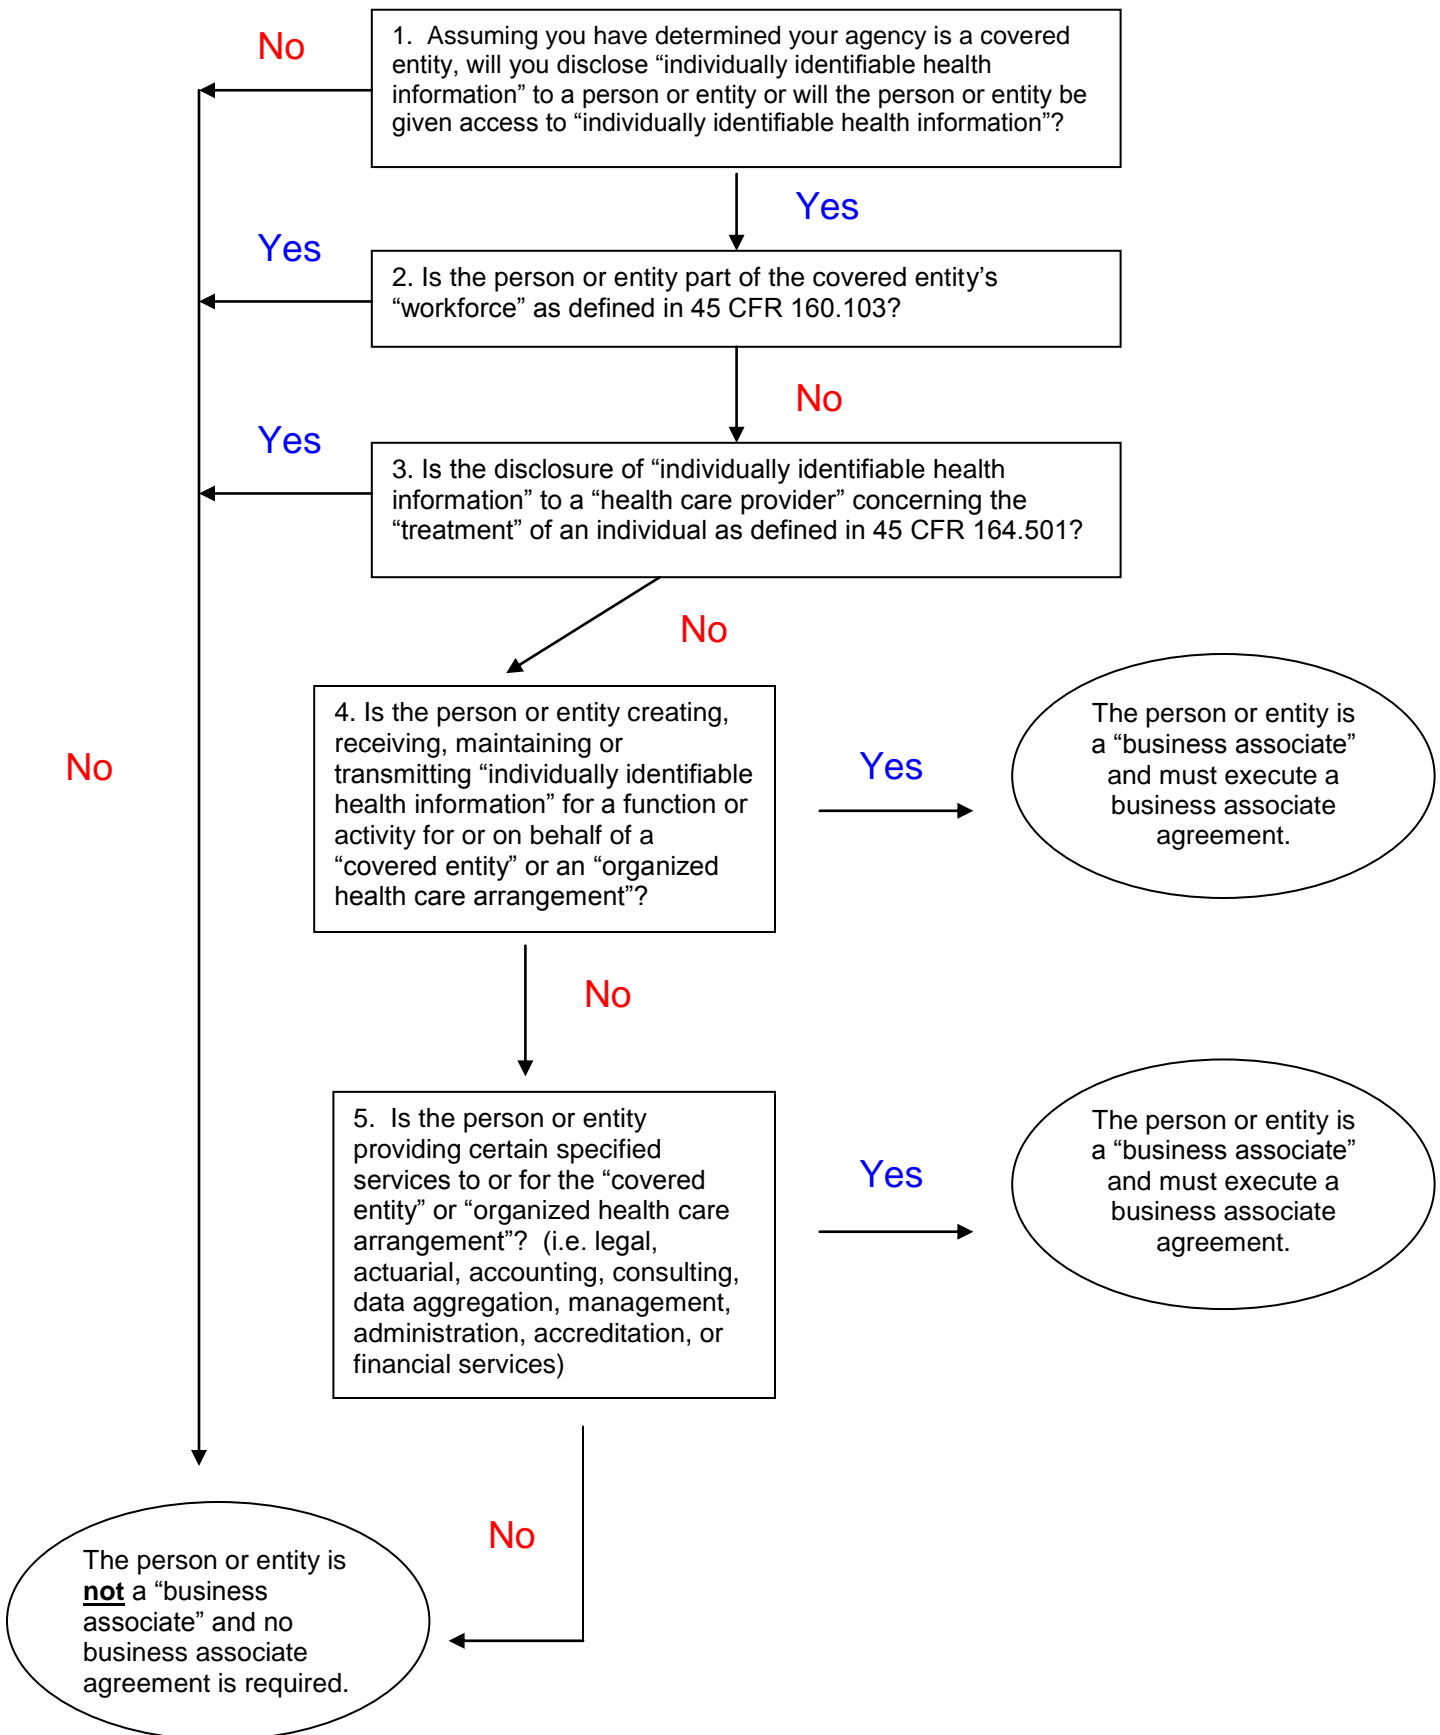 No
1.  Assuming you have determined your agency is a covered
entity, will you disclose “individually identifiable health
information” to a person or entity or will the person or entity be
given access to “individually identifiable health information”?
Yes
Yes
2. Is the person or entity part of the covered entity’s
“workforce” as defined in 45 CFR 160.103?
No
Yes
3. Is the disclosure of “individually identifiable health
information” to a “health care provider” concerning the
“treatment” of an individual as defined in 45 CFR 164.501?
No
4. Is the person or entity creating,
receiving, maintaining or
transmitting “individually identifiable
health information” for a function or
activity for or on behalf of a
“covered entity” or an “organized
health care arrangement”?
Yes
The person or entity is
a “business associate”
and must execute a
business associate
agreement.
No
No
5.  Is the person or entity
providing certain specified
services to or for the “covered
entity” or “organized health care
arrangement”?  (i.e. legal,
actuarial, accounting, consulting,
data aggregation, management,
administration, accreditation, or
financial services)
Yes
The person or entity is
a “business associate”
and must execute a
business associate
agreement.
No
The person or entity is
not a “business
associate” and no
business associate
agreement is required.